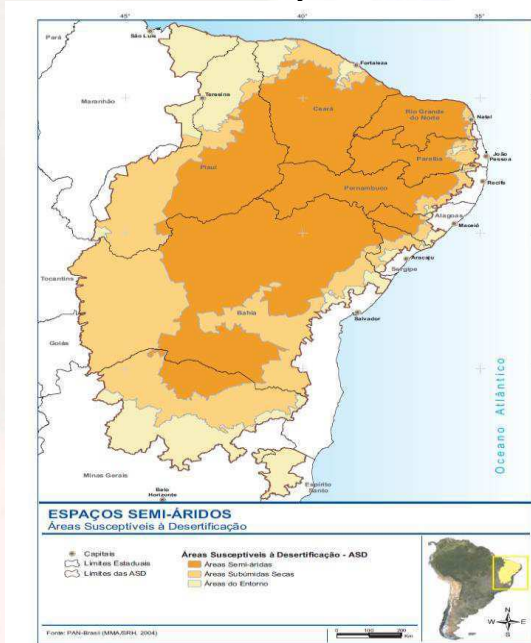 45°
40°
35°
Pará
São Luís
Fortaleza
Teresina
Maranhão
Ceará
Rio Grande
do Norte
Natal
João
Pessoa
Paraíba
Piauí
Pernambuco
Recife
Alagoas
Maceió
Aracaju
Sergipe
Tocantins
Bahia
Salvador
Goiás
Oceano Atlântico
Minas Gerais
Belo
Horizonte
Espírito
Santo
ESPAÇOS SEMI-ÁRIDOS
Áreas Susceptíveis à Desertificação
Capitais
Limites Estaduais
Limites das ASD
Áreas Susceptíveis à Desertificação - ASD
Áreas Semi-áridas
Áreas Subúmidas Secas
Áreas do Entorno
N
W
E
S
Fonte: PAN-Brasil (MMA/SRH, 2004)